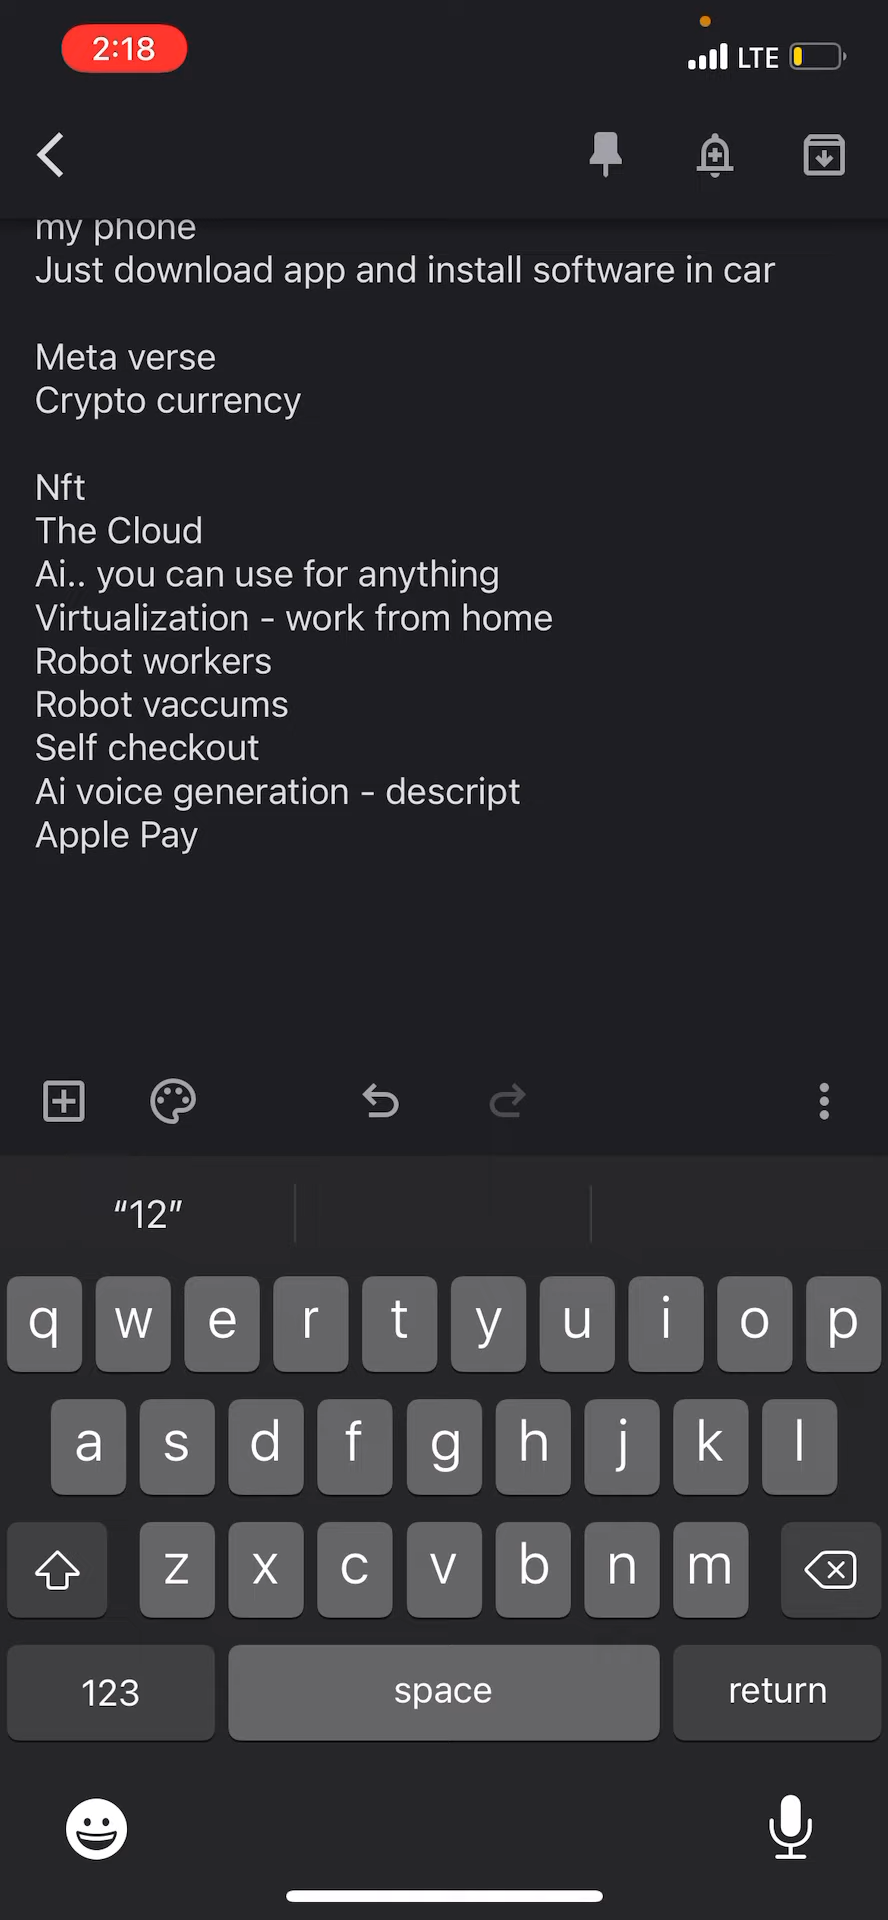 2:18
LTE
my phone
Just download app and install software in car
Meta verse
Crypto currency
Nft
The Cloud
Ai.. you can use for anything
Virtualization - work from home
Robot workers
Robot vaccums
Self checkout
Ai voice generation - descript
Apple Pay
“12”
q w e r t y u i o p
a s d f g h j k l
z x c v b n m
123 space return